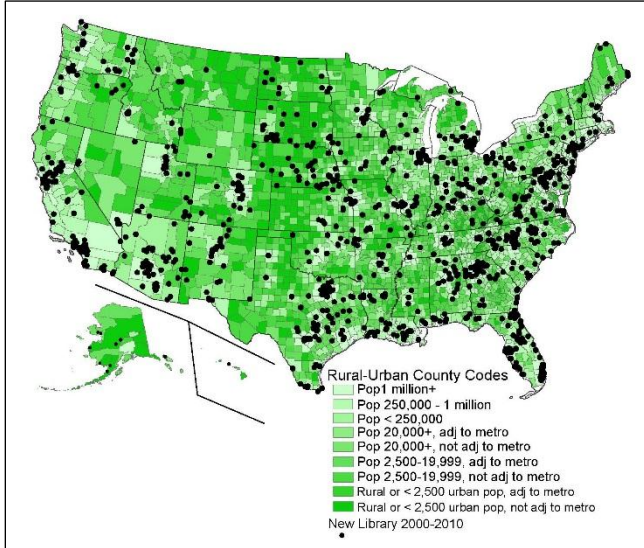 Rural-Urban County Codes
Pop1 million+
Pop 250,000 - 1 million
Pop < 250,000
Pop 20,000+, adj to metro
Pop 20,000+, not adj to metro
Pop 2,500-19,999, adj to metro
Pop 2,500-19,999, not adj to metro
Rural or < 2,500 urban pop, adj to metro
Rural or < 2,500 urban pop, not adj to metro
New Library 2000-2010